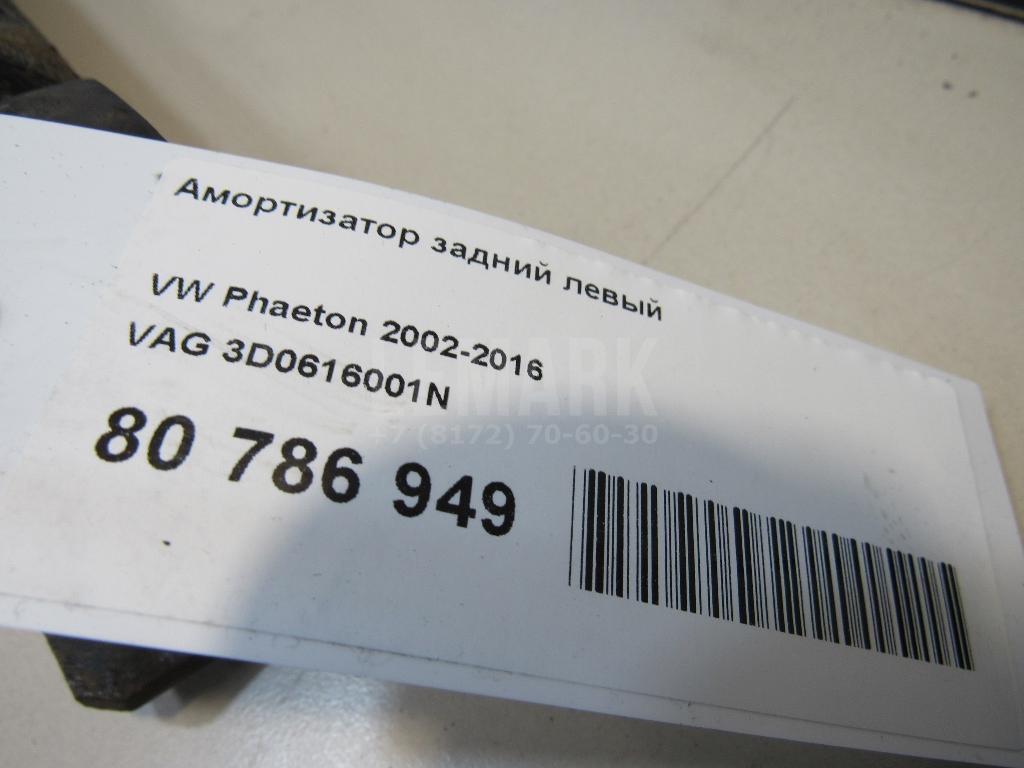 Амортизатор задний левый
VW Phaeton 2002-2016
VAG 3D0616001N
80 786 949
+7 (8172) 70-60-30